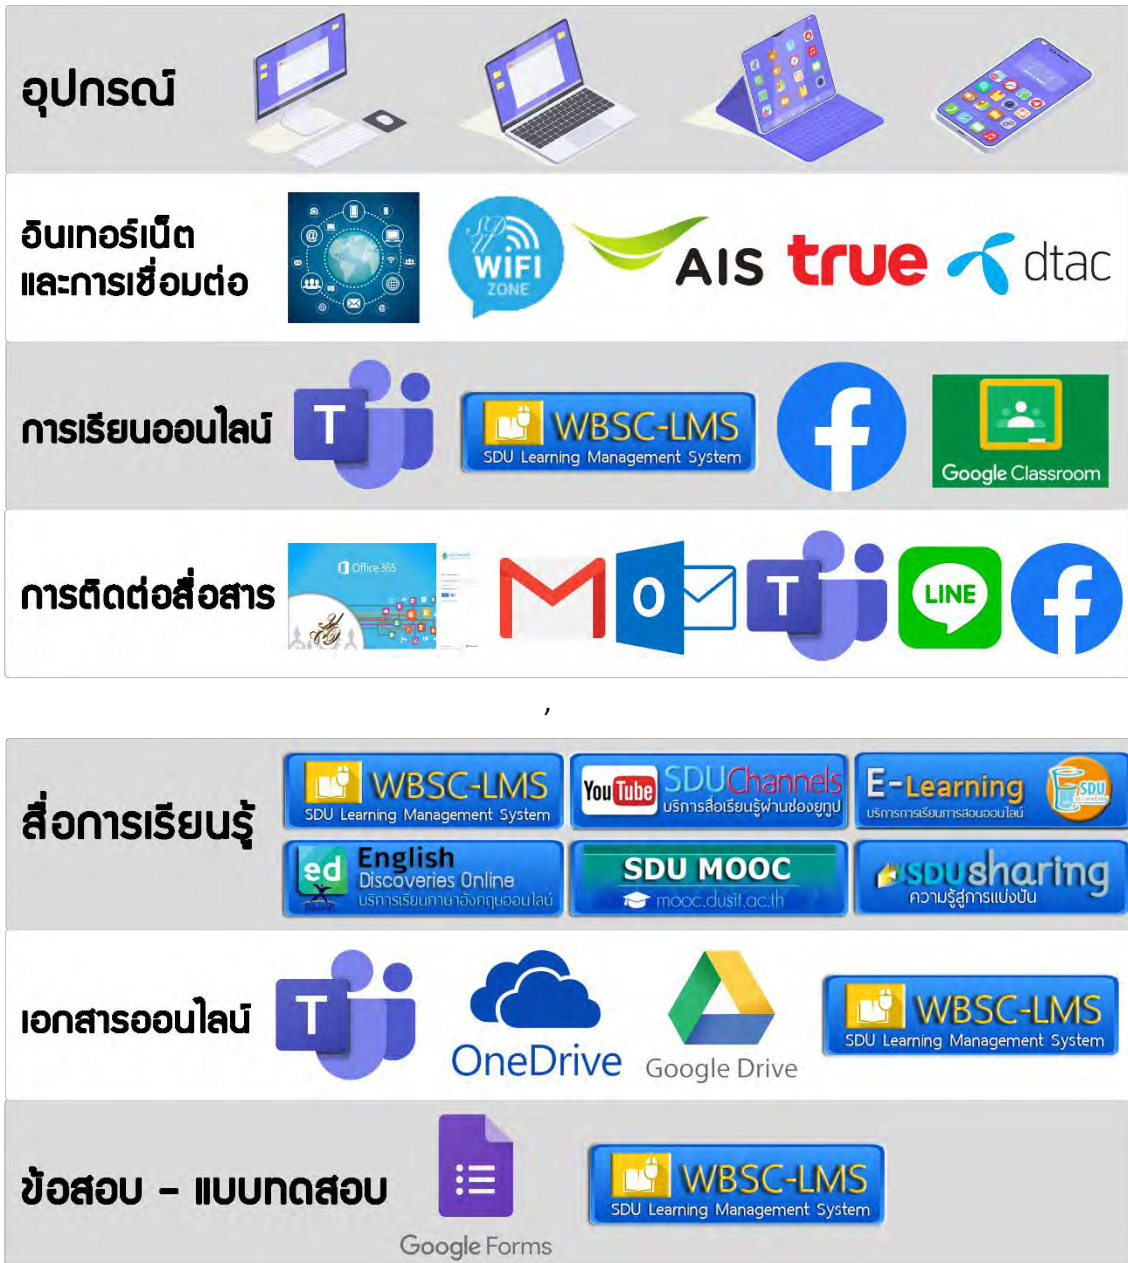 อุปกรณ์
อินเทอร์เน็ต
และการเชื่อมต่อ
WiFi
ZONE
AIS
true
dtac
การเรียนออนไลน์
T
WBSC-LMS
SDU Learning Management System
f
Google Classroom
การติดต่อสื่อสาร
Office 365
M
O
T
LINE
f
,
สื่อการเรียนรู้
WBSC-LMS
SDU Learning Management System
YouTube SDUChannels
บริการสื่อเรียนรู้ผ่านช่องยูทูป
E-Learning
บริการการเรียนการสอนออนไลน์
SDU
ed English
Discoveries Online
บริการเรียนภาษาอังกฤษออนไลน์
SDU MOOC
mooc.dusit.ac.th
SDU sharing
ความรู้สู่การแบ่งปัน
เอกสารออนไลน์
T
OneDrive
Google Drive
WBSC-LMS
SDU Learning Management System
ข้อสอบ - แบบทดสอบ
Google Forms
WBSC-LMS
SDU Learning Management System